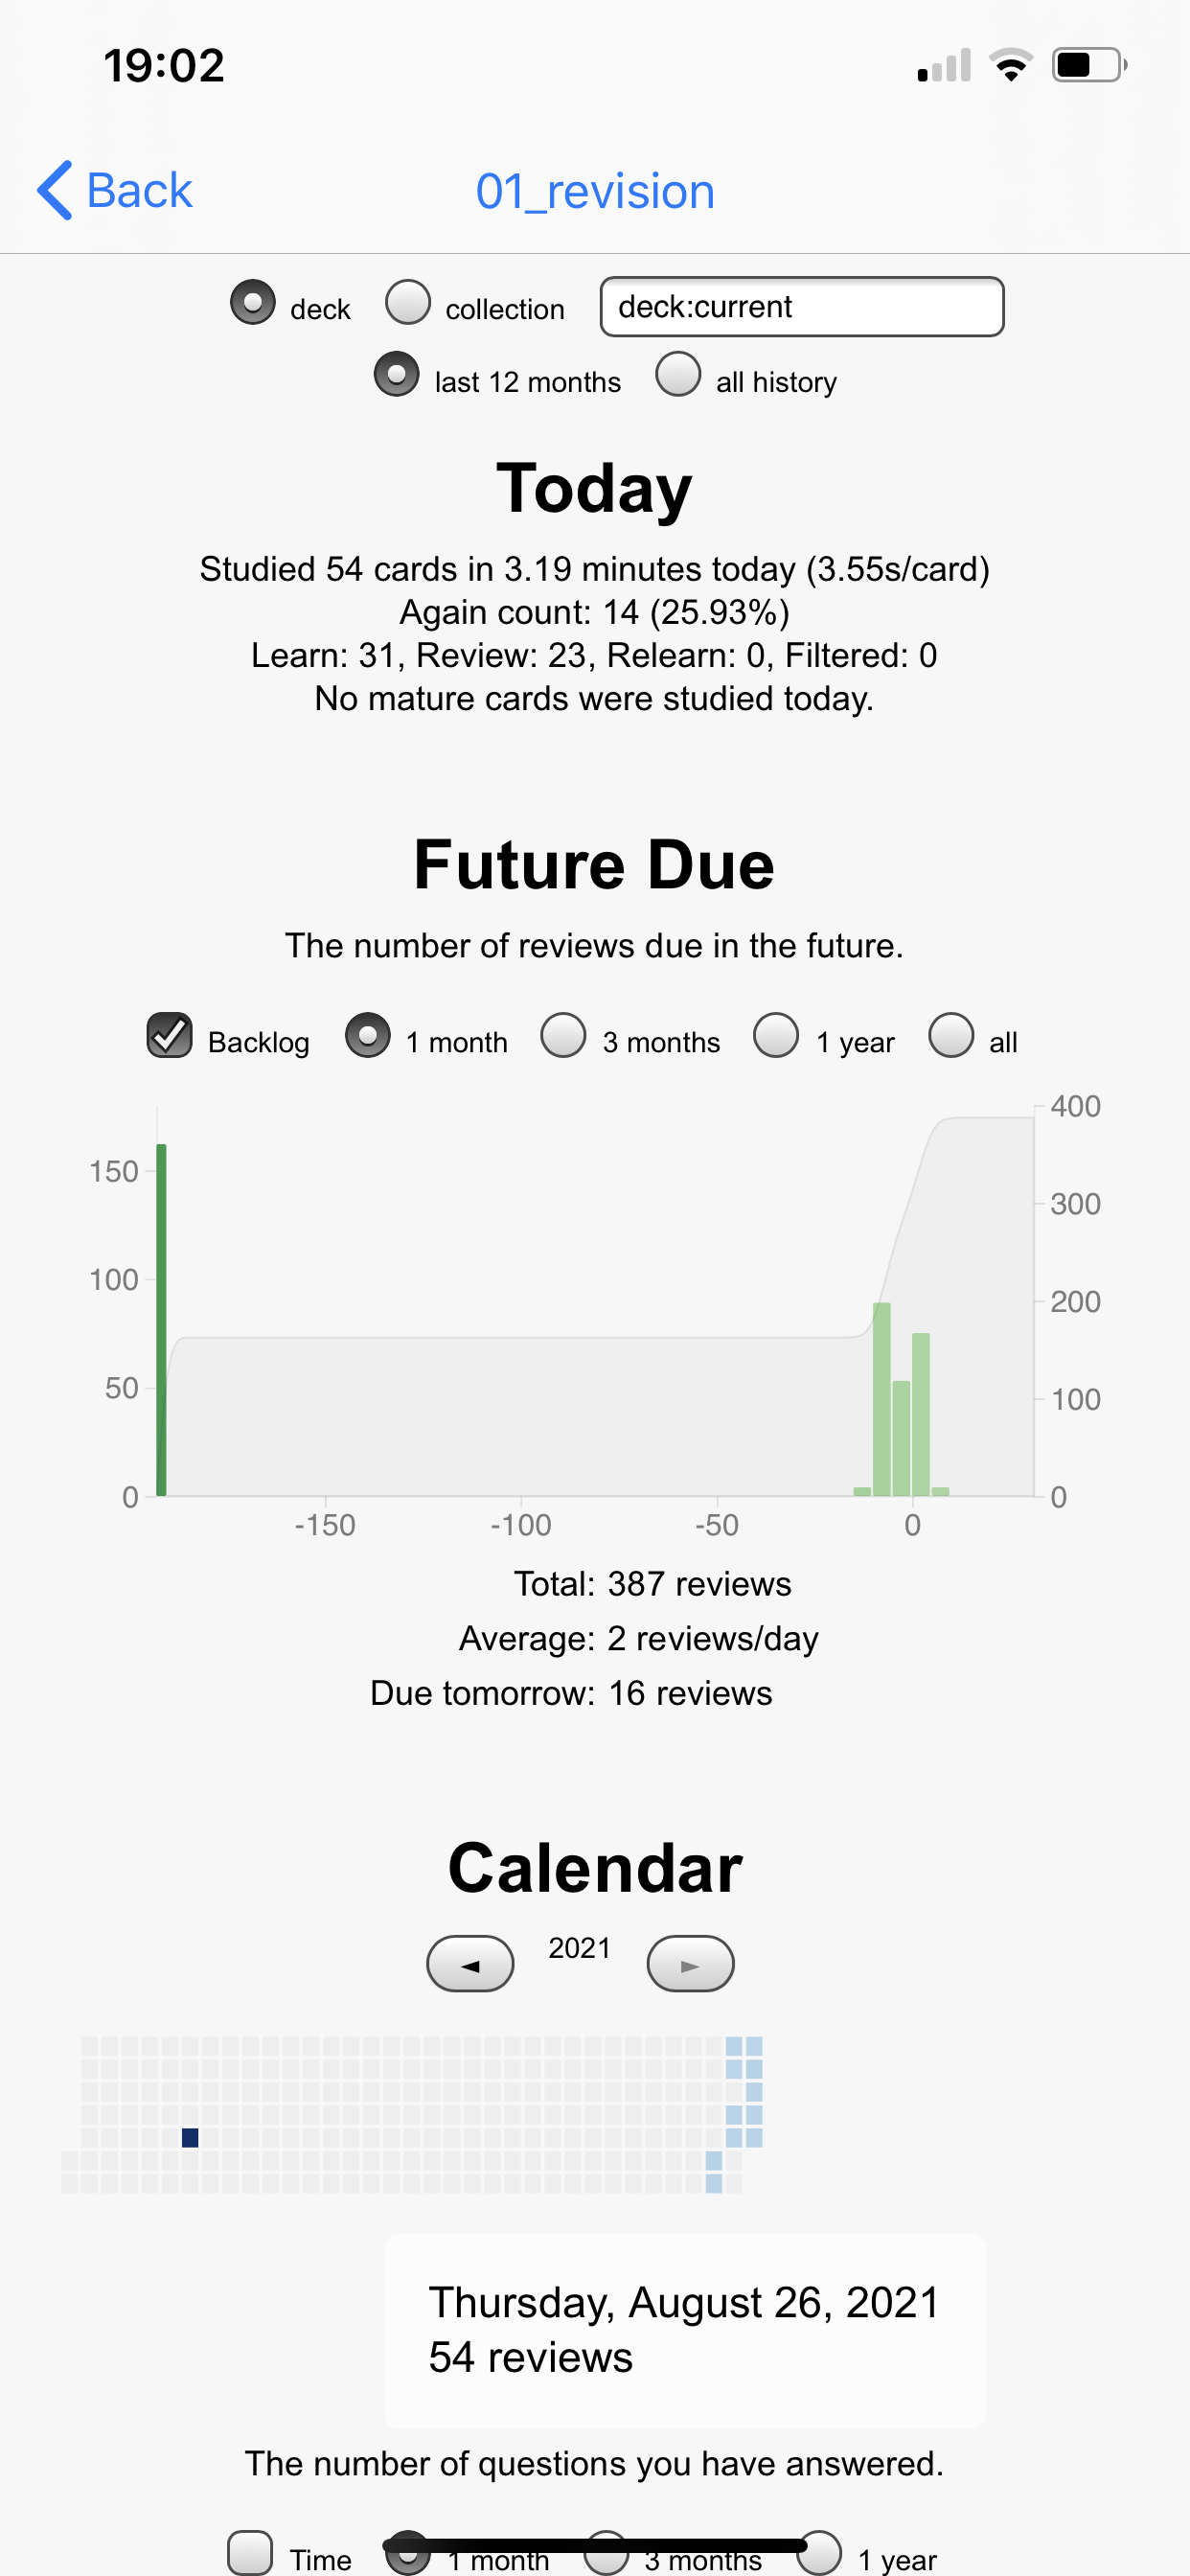 19:02
Back
01_revision
deck collection deck:current
last 12 months all history
Today
Studied 54 cards in 3.19 minutes today (3.55s/card)
Again count: 14 (25.93%)
Learn: 31, Review: 23, Relearn: 0, Filtered: 0
No mature cards were studied today.
Future Due
The number of reviews due in the future.
Backlog 1 month 3 months 1 year all
400
150
300
100
200
50
100
0
0
-150 -100 -50 0
Total: 387 reviews
Average: 2 reviews/day
Due tomorrow: 16 reviews
Calendar
◄ 2021 ►
Thursday, August 26, 2021
54 reviews
The number of questions you have answered.
Time 1 month 3 months 1 year